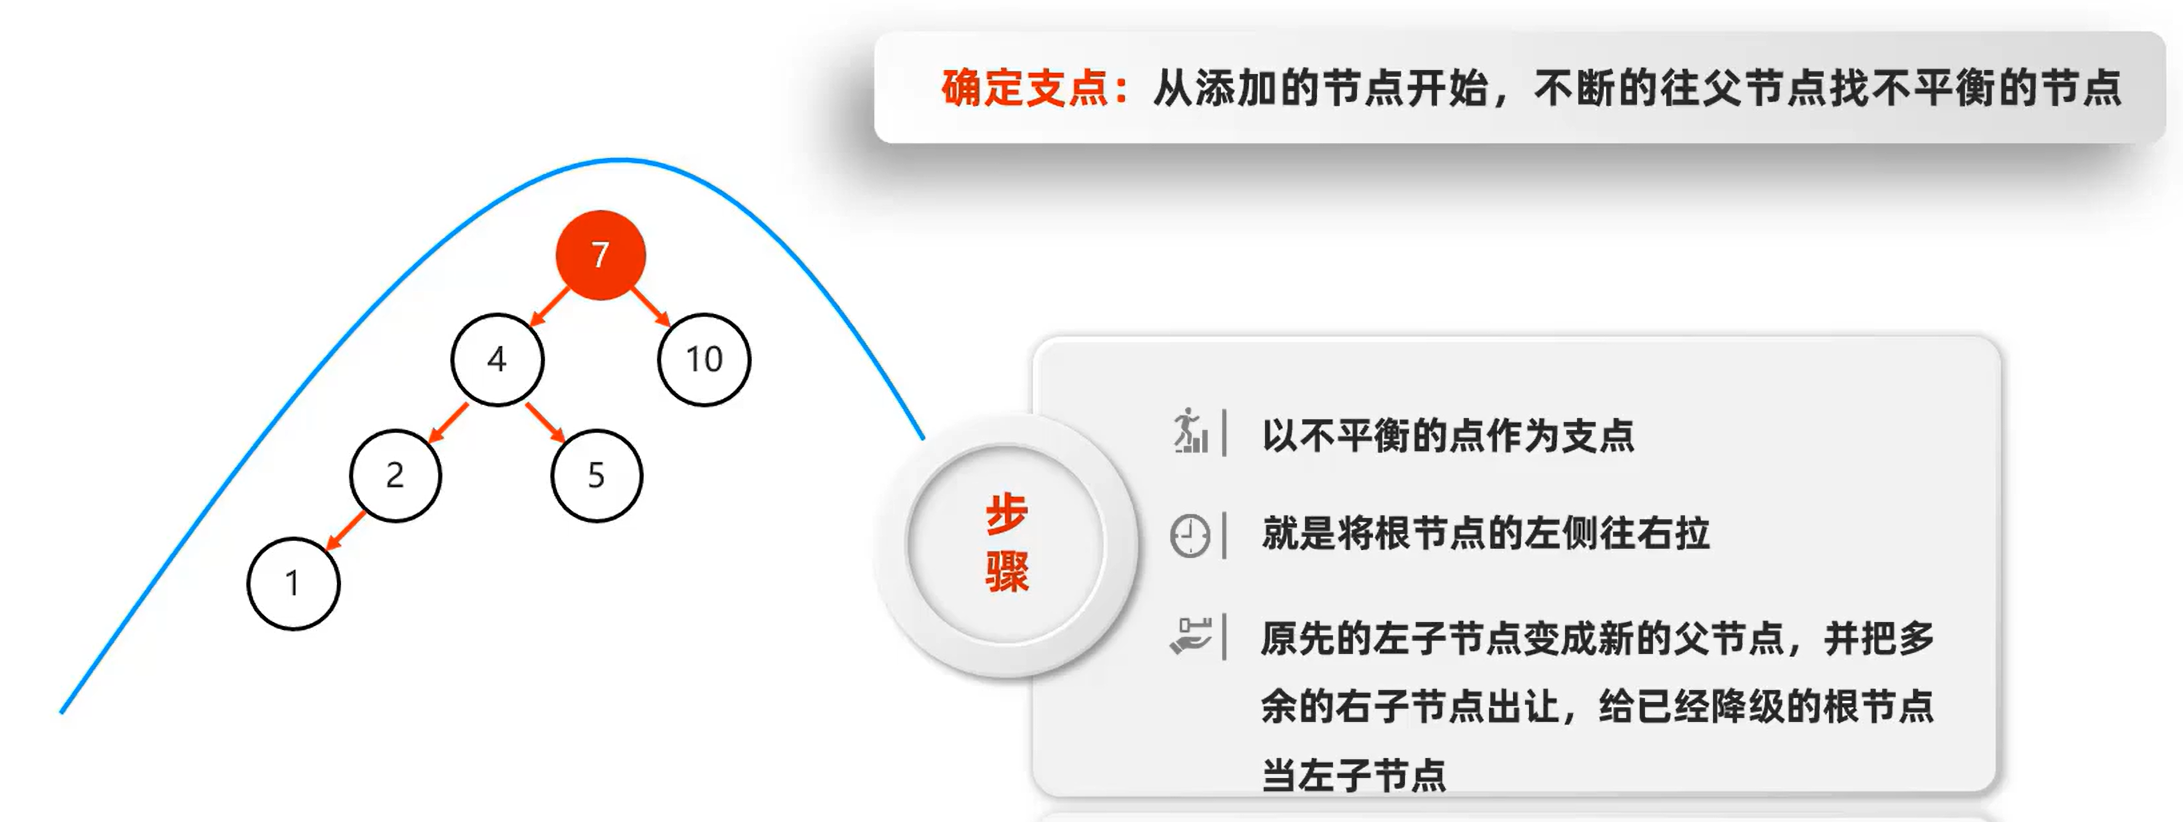 确定支点：从添加的节点开始，不断的往父节点找不平衡的节点
7
4
10
2
5
1
步
骤
以不平衡的点作为支点
就是将根节点的左侧往右拉
原先的左子节点变成新的父节点，并把多
余的右子节点出让，给已经降级的根节点
当左子节点